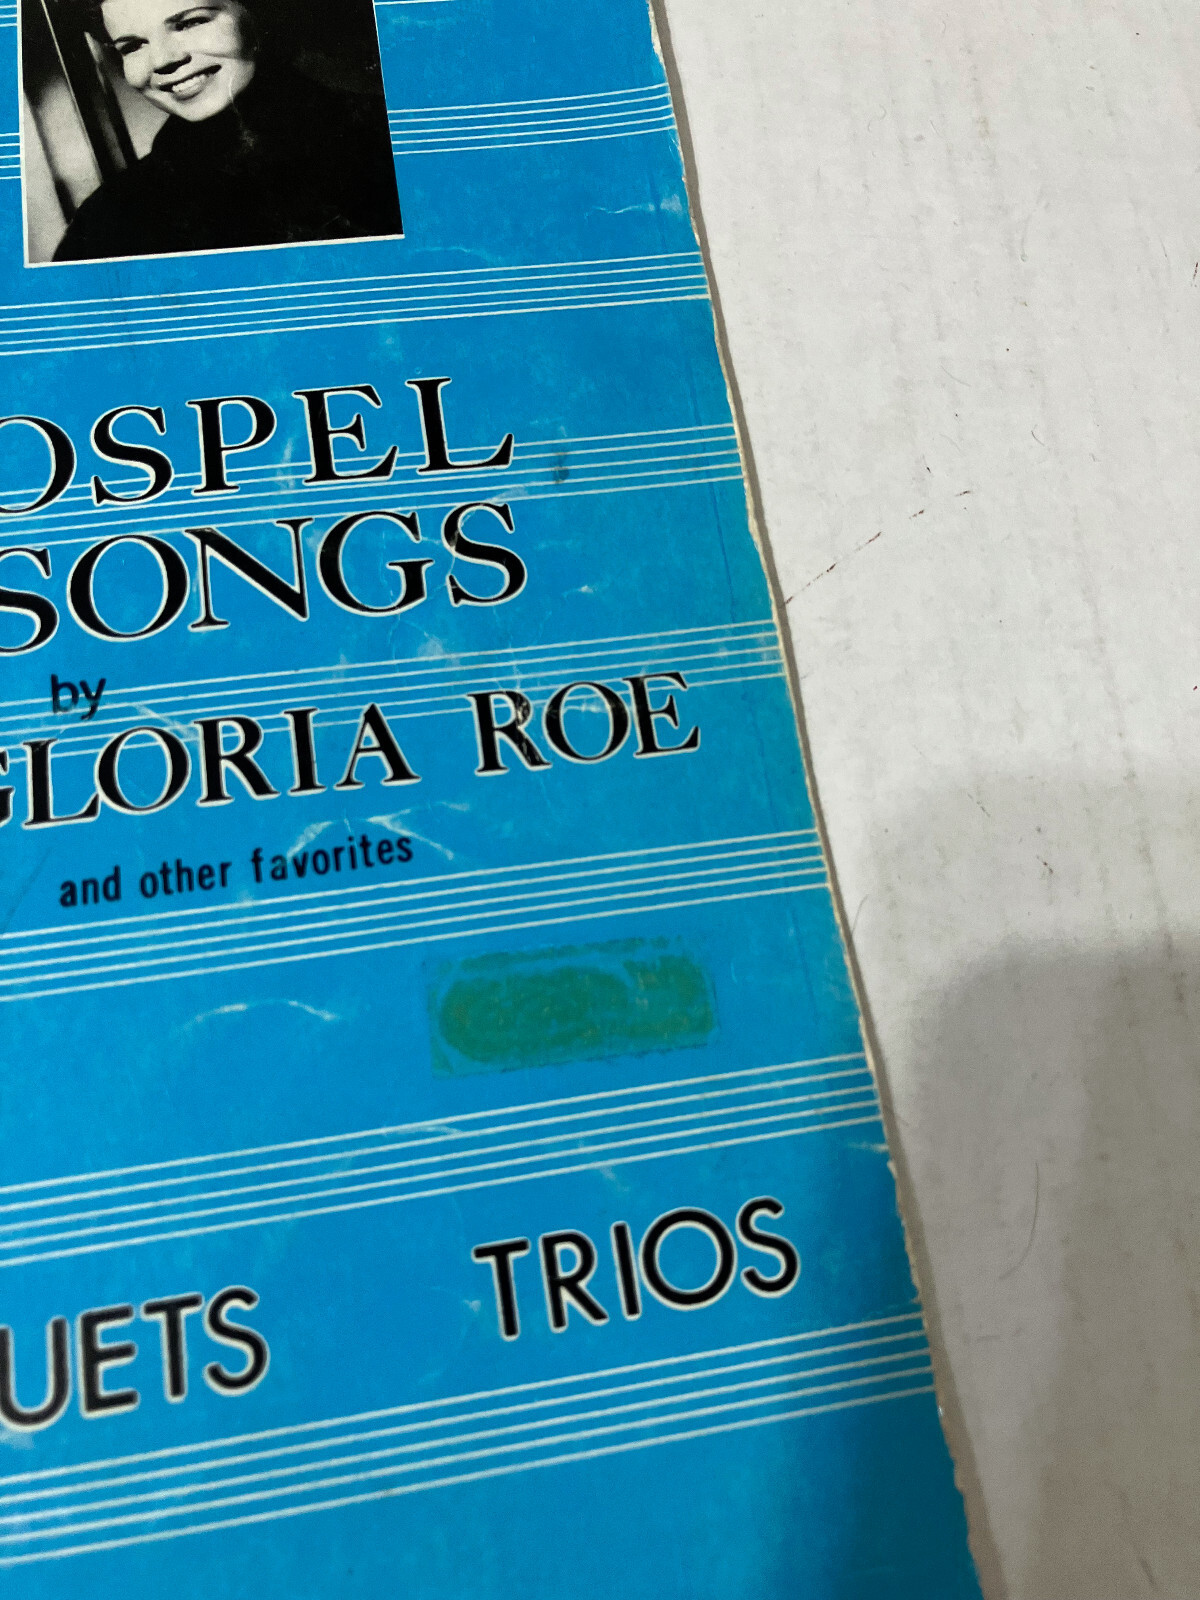 OSPEL
SONGS
by
GLORIA ROE
and other favorites
UETS TRIOS